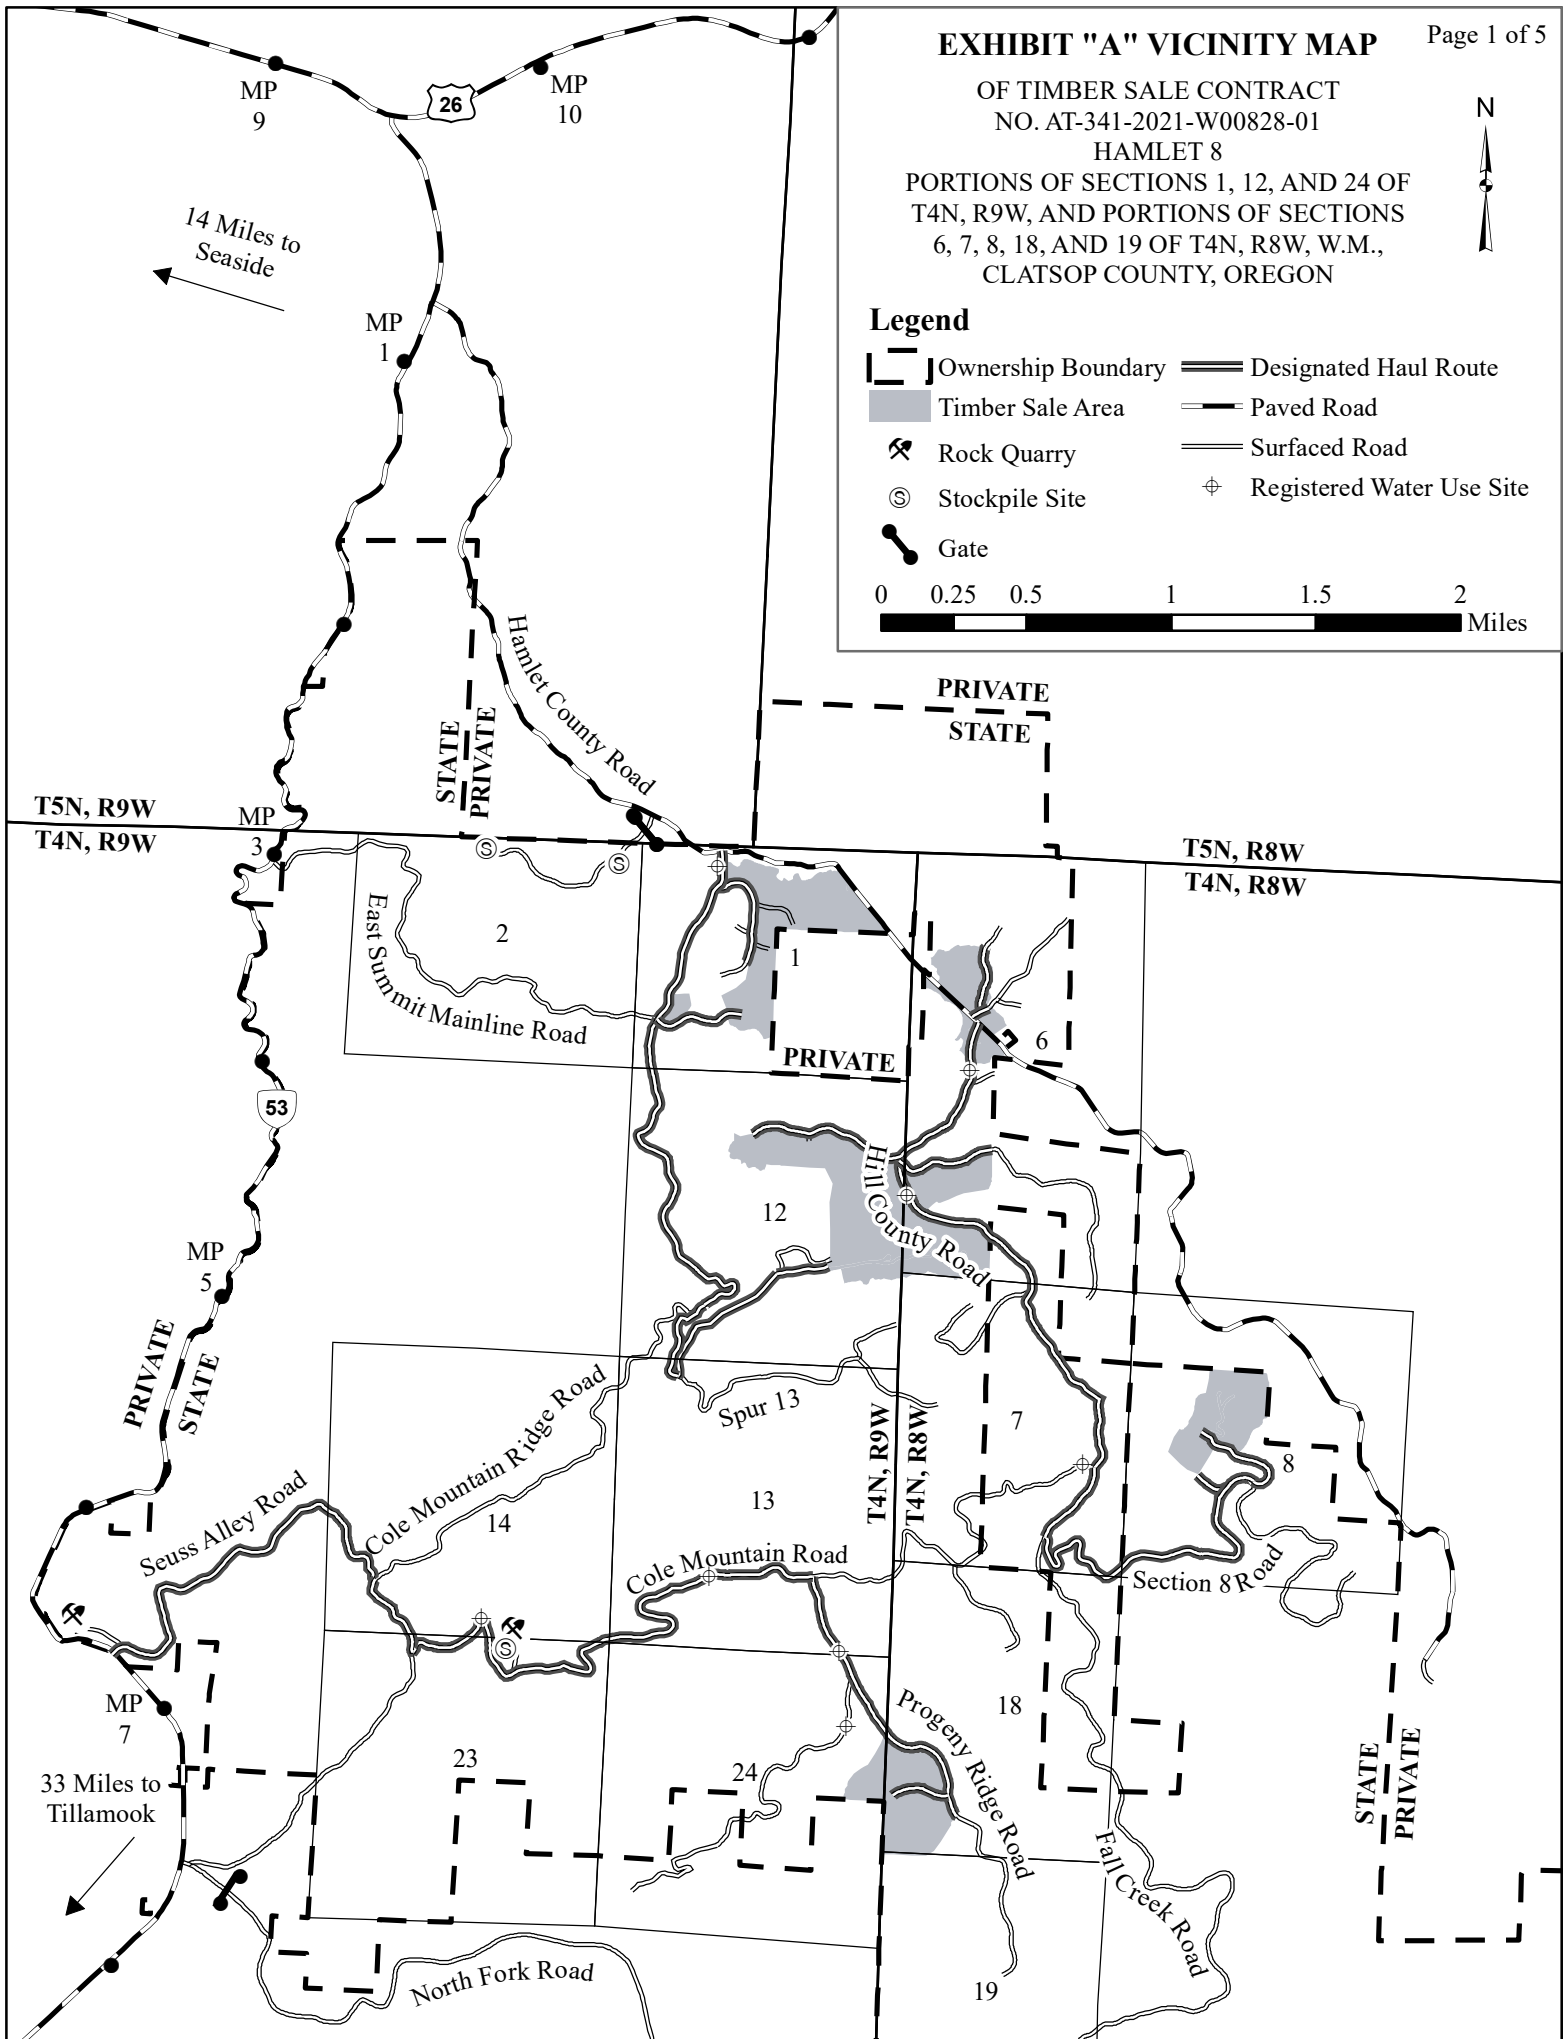 Page 1 of 5
EXHIBIT "A" VICINITY MAP
OF TIMBER SALE CONTRACT
NO. AT-341-2021-W00828-01
HAMLET 8
PORTIONS OF SECTIONS 1, 12, AND 24 OF
T4N, R9W, AND PORTIONS OF SECTIONS
6, 7, 8, 18, AND 19 OF T4N, R8W, W.M.,
CLATSOP COUNTY, OREGON
N
Legend
Ownership Boundary
Timber Sale Area
Rock Quarry
S
Stockpile Site
Gate
Designated Haul Route
Paved Road
Surfaced Road
Registered Water Use Site
0 0.25 0.5 1 1.5 2
Miles
MP
9
26
MP
10
14 Miles to
Seaside
MP
1
Hamlet County Road
STATE
PRIVATE
PRIVATE
STATE
T5N, R9W
T4N, R9W
MP
3
T5N, R8W
T4N, R8W
S
S
East Summit Mainline Road
2
1
6
PRIVATE
53
Hill County Road
12
MP
5
PRIVATE
STATE
Cole Mountain Ridge Road
Spur 13
T4N, R9W
T4N, R8W
7
8
Seuss Alley Road
14
13
Cole Mountain Road
Section 8 Road
S
MP
7
Progeny Ridge Road
18
23
24
33 Miles to
Tillamook
STATE
PRIVATE
Fall Creek Road
North Fork Road
19